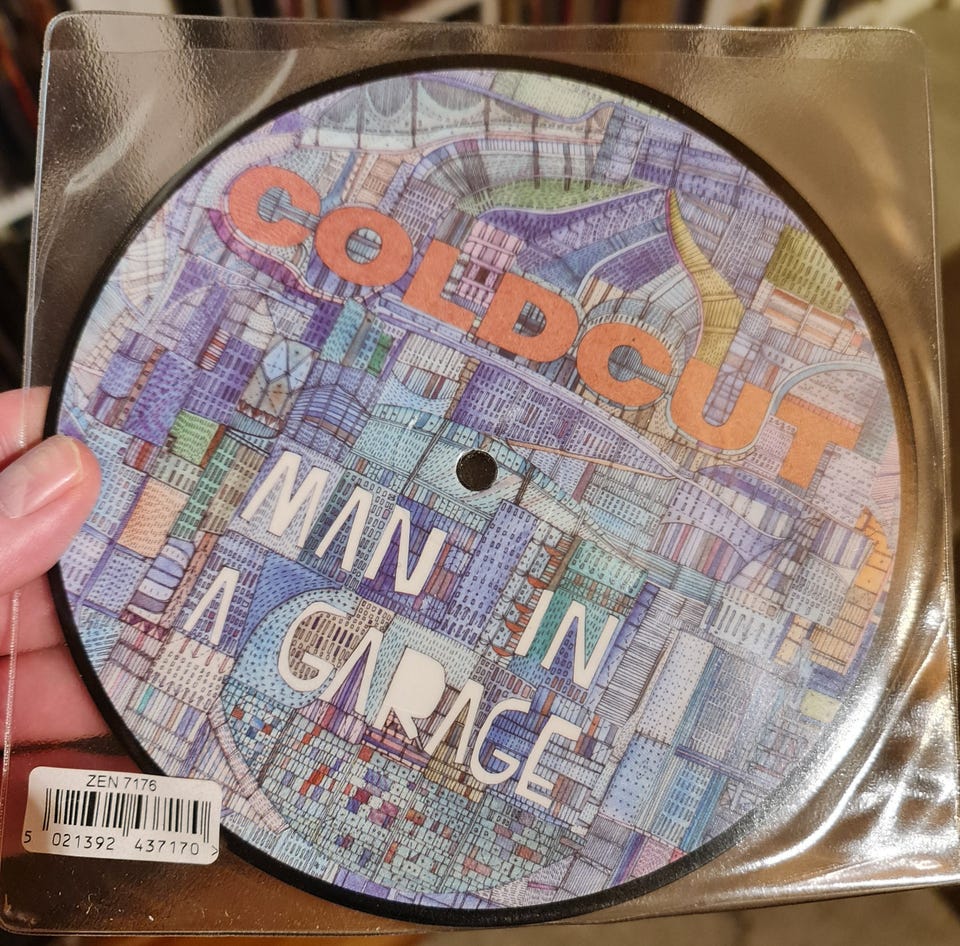 COLDCUT
MAN IN
A GARAGE
ZEN 7176
5 021392 437170